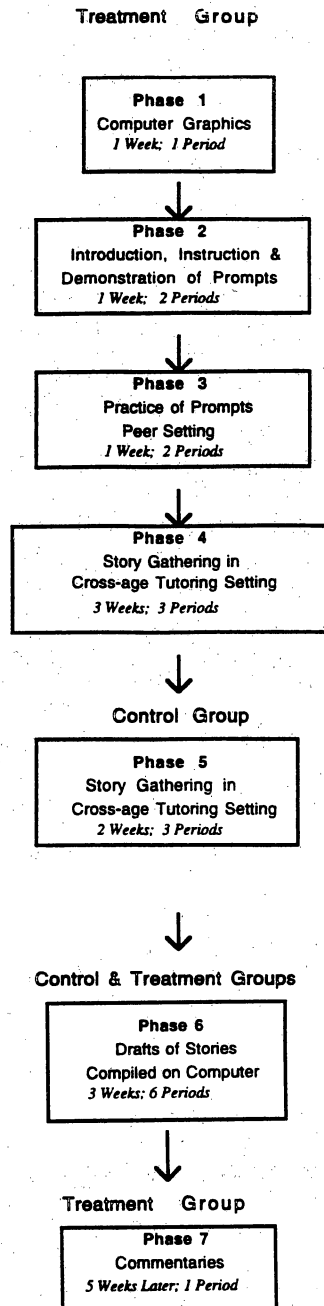 Treatment Group
Phase 1
Computer Graphics
1 Week; 1 Period
Phase 2
Introduction, Instruction &
Demonstration of Prompts
1 Week; 2 Periods
Phase 3
Practice of Prompts
Peer Setting
1 Week; 2 Periods
Phase 4
Story Gathering in
Cross-age Tutoring Setting
3 Weeks; 3 Periods
Control Group
Phase 5
Story Gathering in
Cross-age Tutoring Setting
2 Weeks; 3 Periods
Control & Treatment Groups
Phase 6
Drafts of Stories
Compiled on Computer
3 Weeks; 6 Periods
Treatment Group
Phase 7
Commentaries
5 Weeks Later; 1 Period